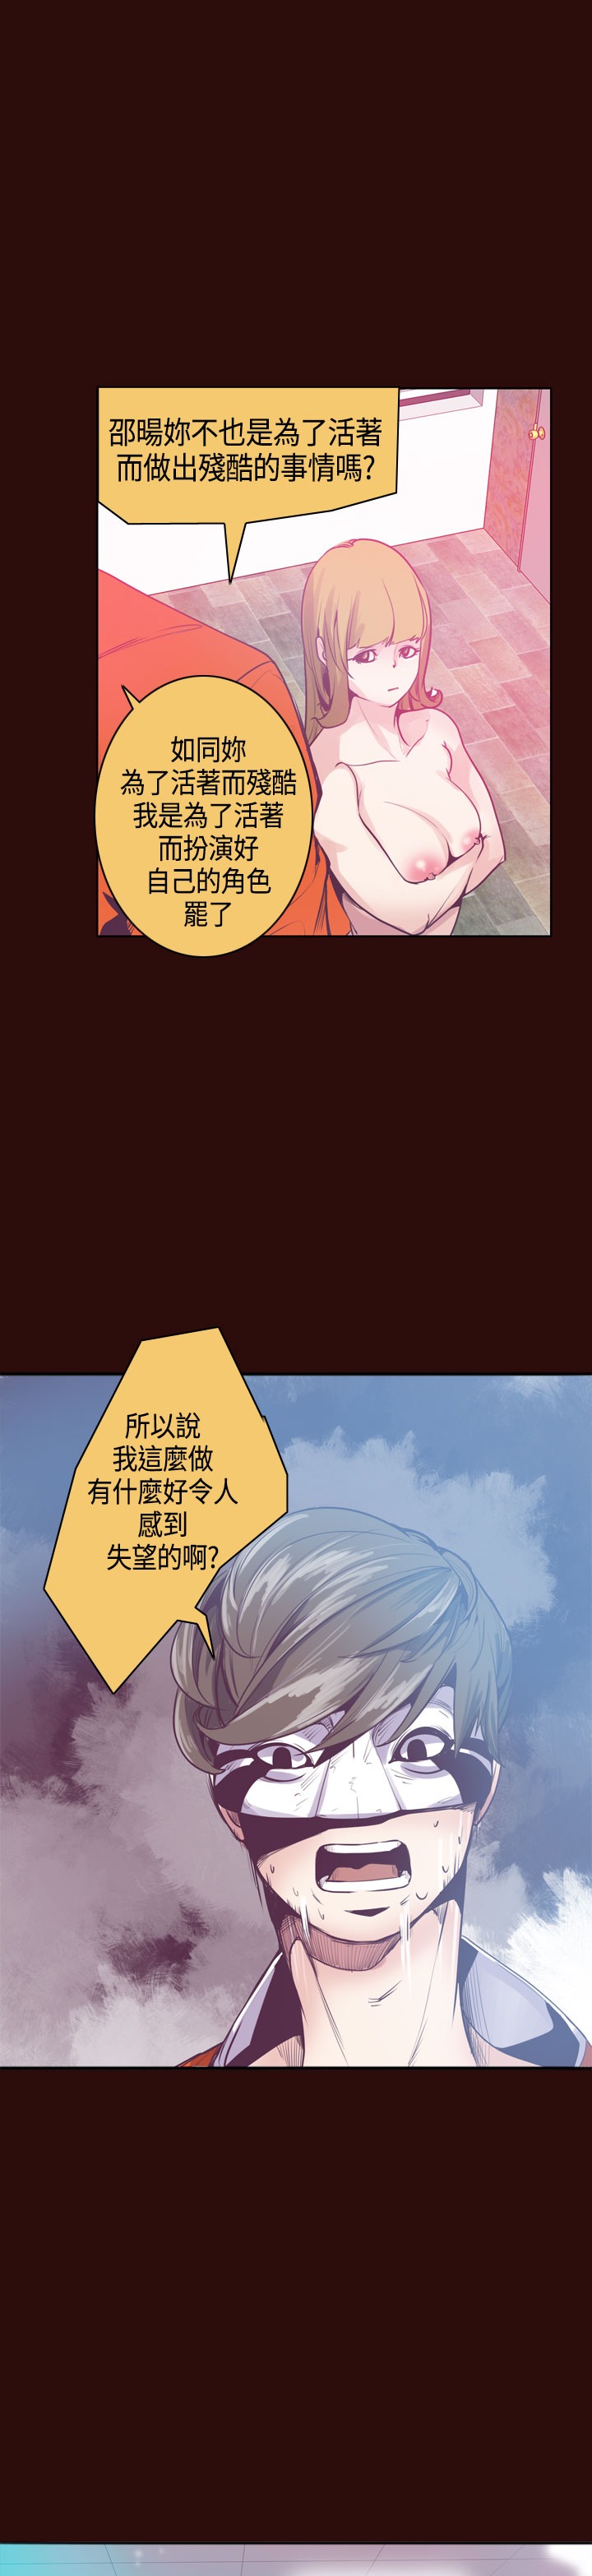 邵暘妳不也是為了活著
而做出殘酷的事情嗎?
如同妳
為了活著而殘酷
我是為了活著
而扮演好
自己的角色
罷了
所以說
我這麼做
有什麼好令人
感到
失望的啊?